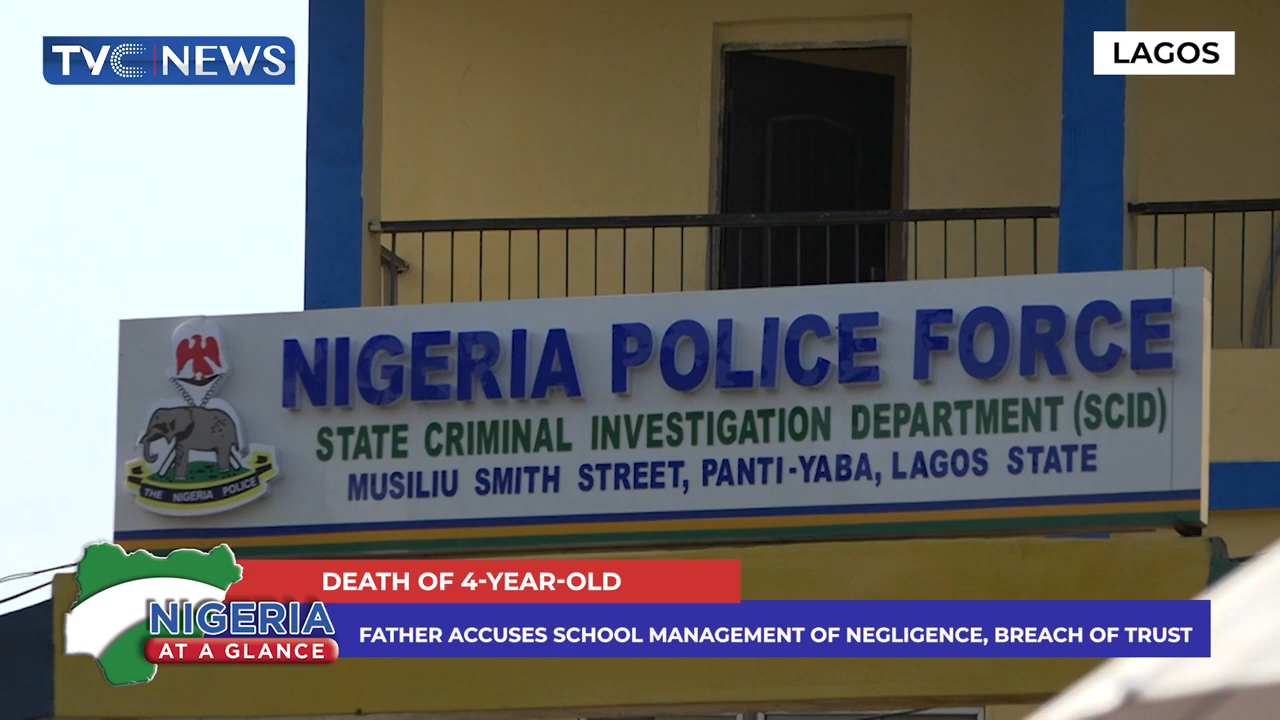 TVC NEWS
LAGOS
NIGERIA POLICE FORCE
STATE CRIMINAL INVESTIGATION DEPARTMENT (SCID)
MUSILIU SMITH STREET, PANTI-YABA, LAGOS STATE
THE NIGERIA POLICE
DEATH OF 4-YEAR-OLD
NIGERIA
AT A GLANCE
FATHER ACCUSES SCHOOL MANAGEMENT OF NEGLIGENCE, BREACH OF TRUST